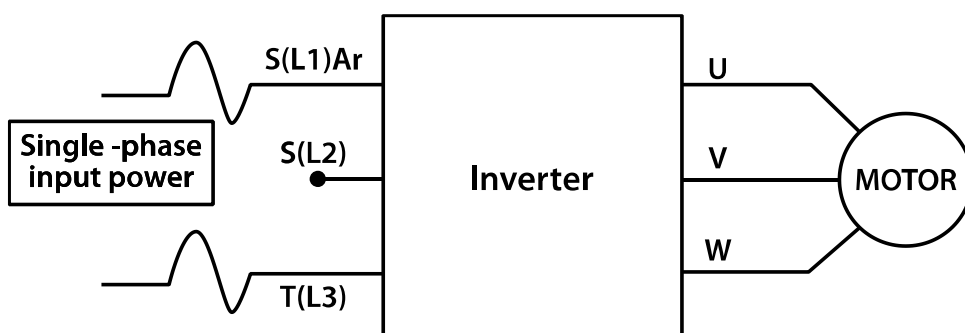 S(L1)Ar
Single -phase
input power
S(L2)
T(L3)
Inverter
U
V
W
MOTOR